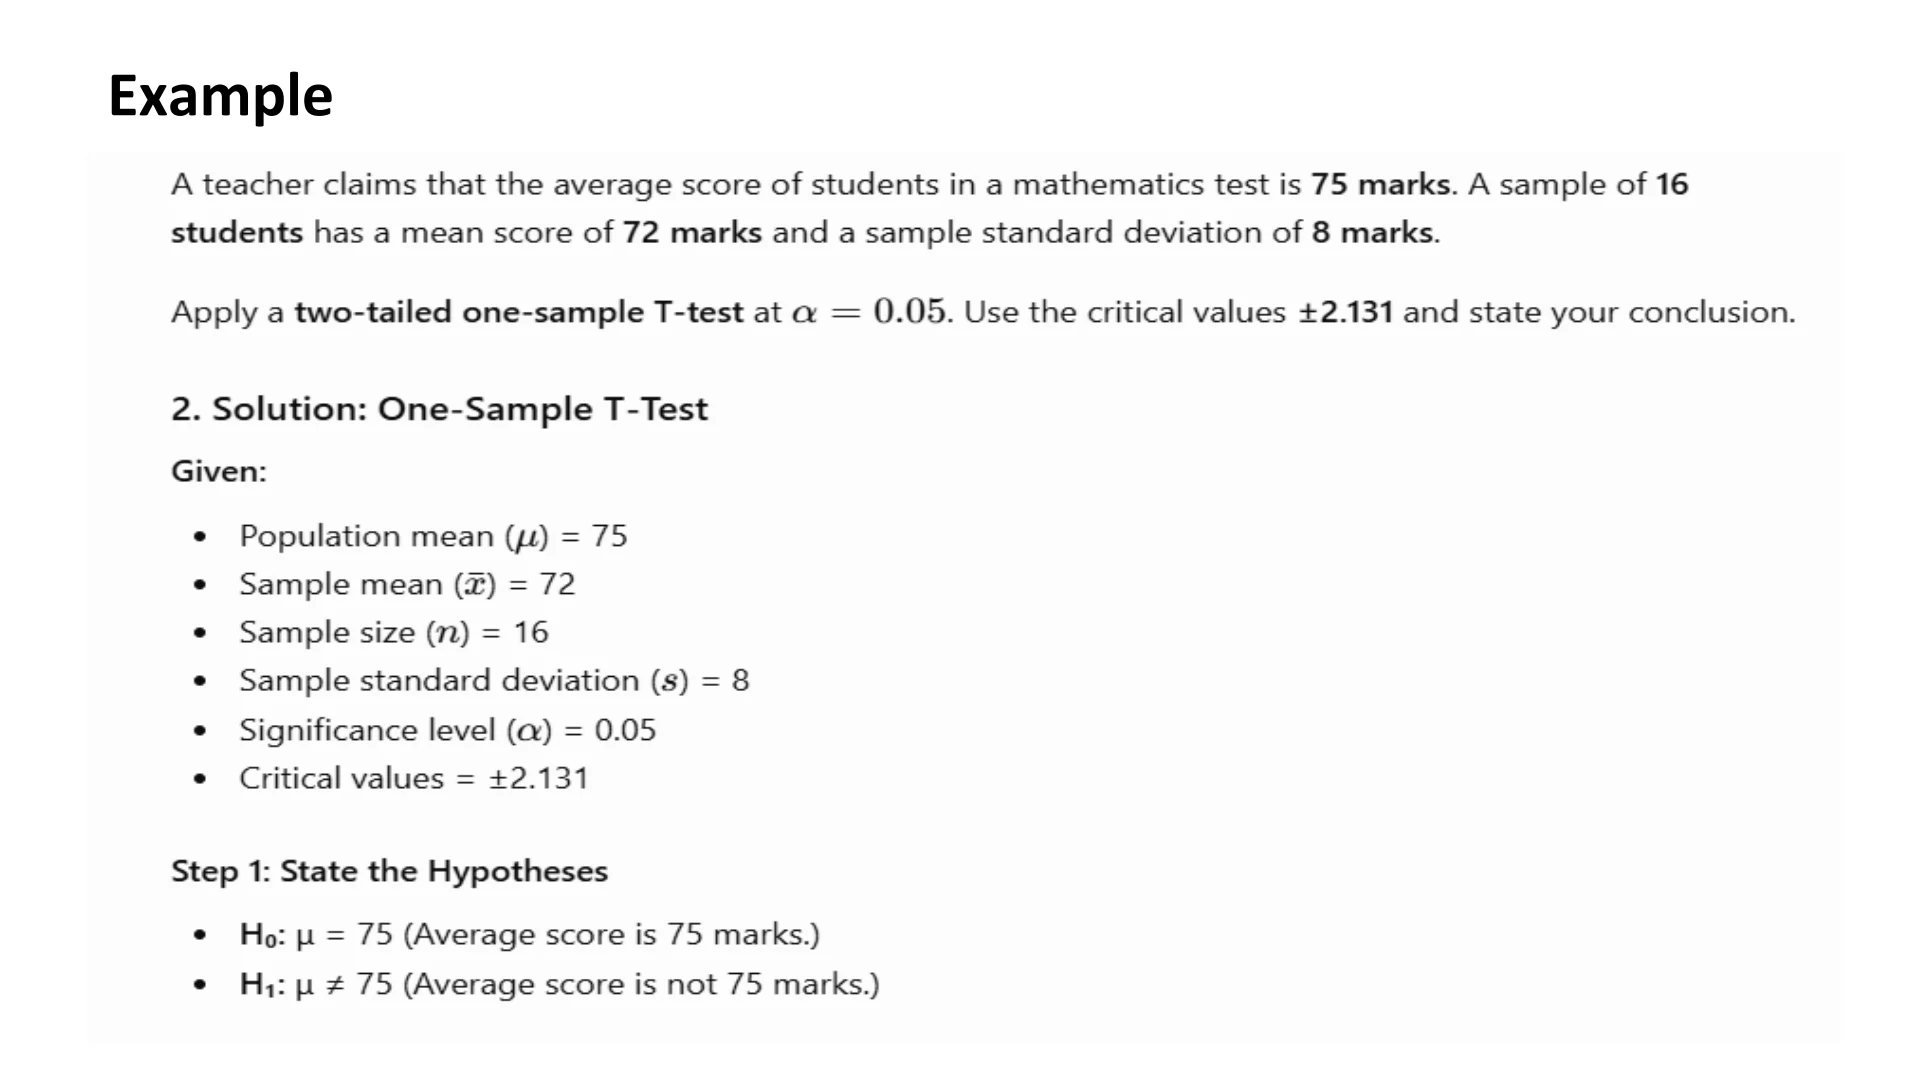 Example
A teacher claims that the average score of students in a mathematics test is 75 marks. A sample of 16
students has a mean score of 72 marks and a sample standard deviation of 8 marks.
Apply a two-tailed one-sample T-test at α = 0.05. Use the critical values ±2.131 and state your conclusion.
2. Solution: One-Sample T-Test
Given:
• Population mean (μ) = 75
• Sample mean (x̄) = 72
• Sample size (n) = 16
• Sample standard deviation (s) = 8
• Significance level (α) = 0.05
• Critical values = ±2.131
Step 1: State the Hypotheses
• H₀: μ = 75 (Average score is 75 marks.)
• H₁: μ ≠ 75 (Average score is not 75 marks.)